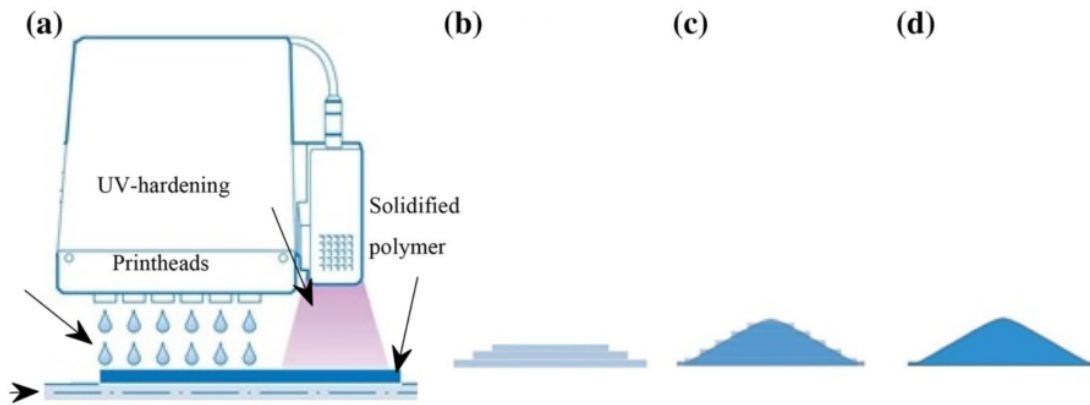 (a)
(b)
(c)
(d)
UV-hardening
Solidified
polymer
Printheads